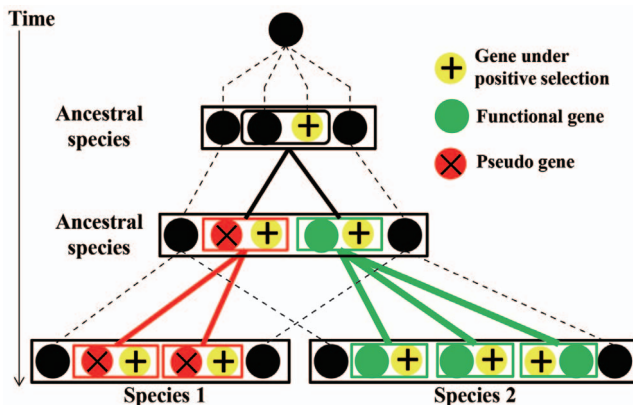 Time
Gene under
positive selection
Functional gene
Pseudo gene
Ancestral
species
Ancestral
species
Species 1
Species 2